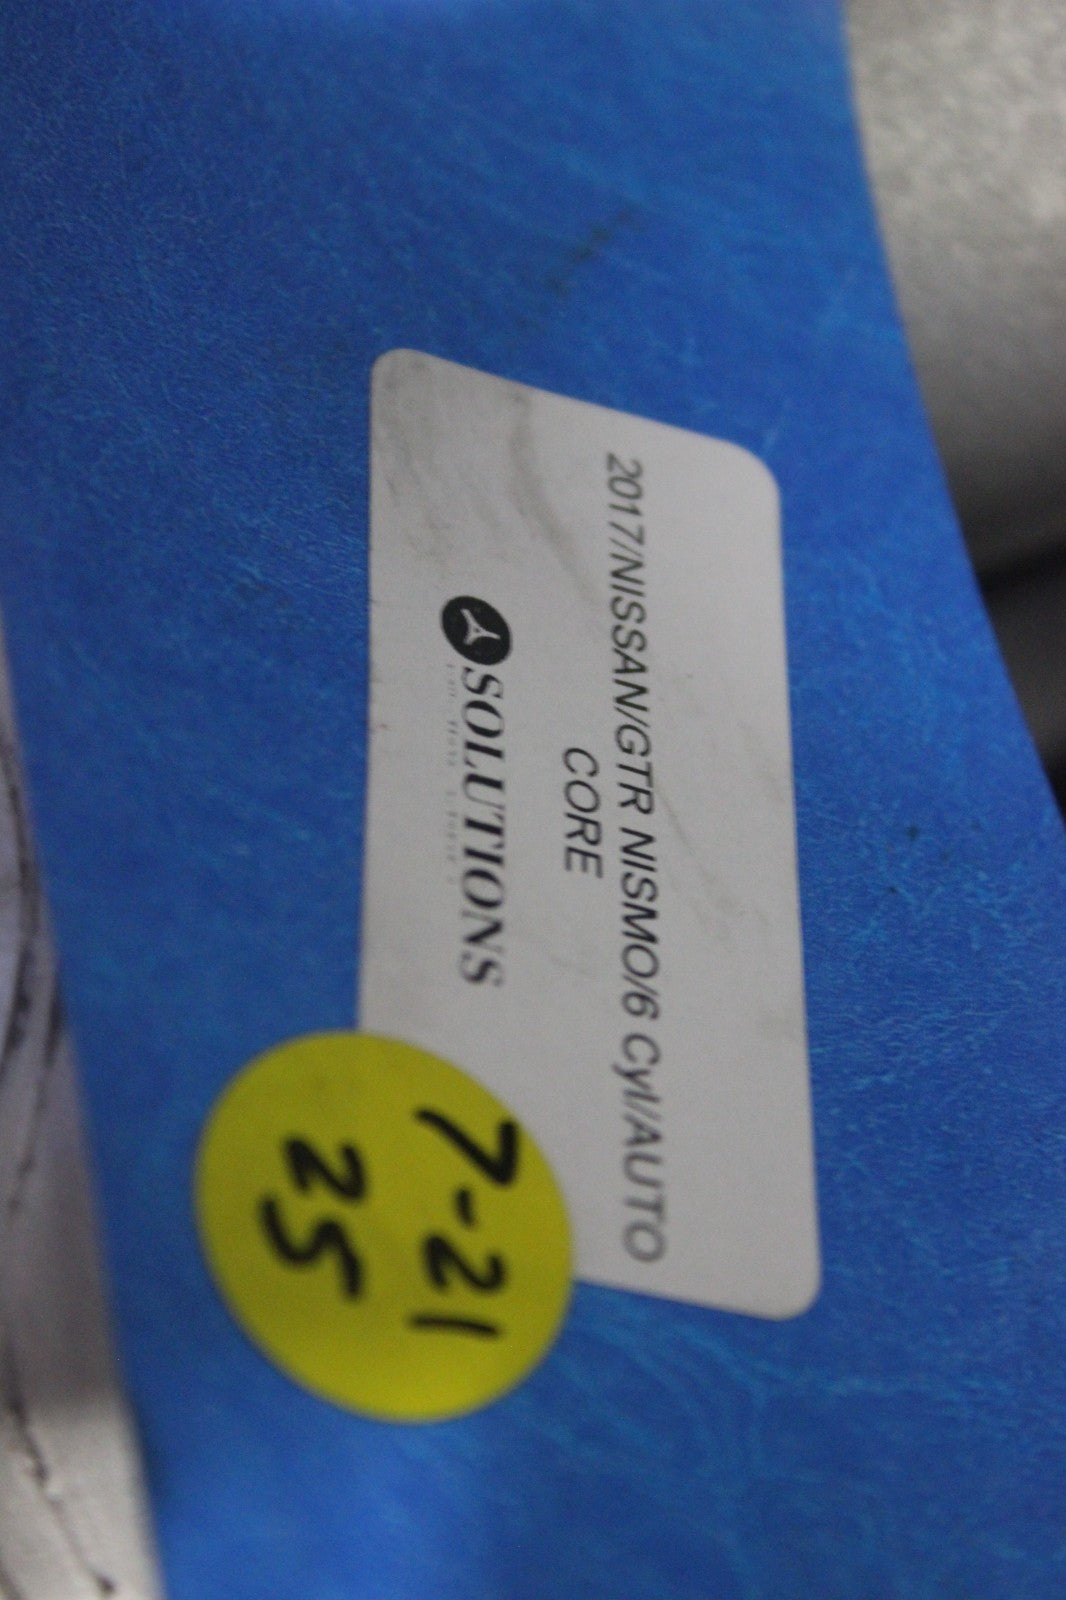 2017/NISSAN/GTR NISMO/6 Cyl/AUTO
CORE
SOLUTIONS
7-21
25